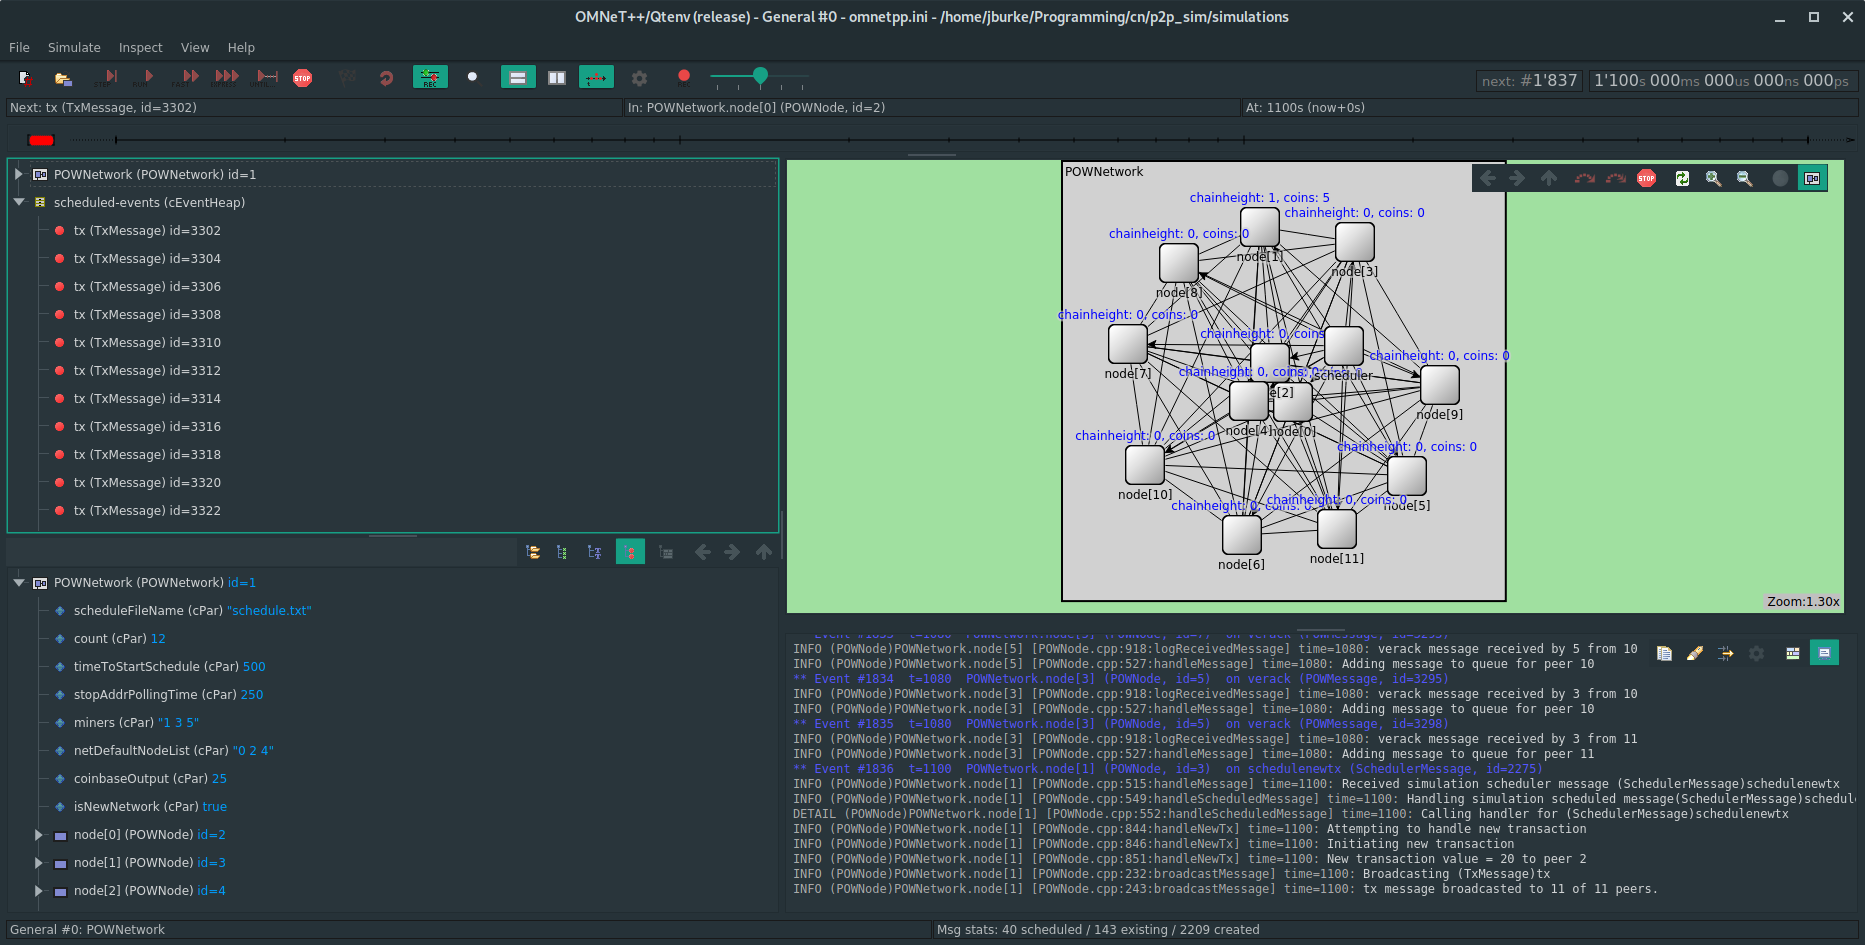 OMNeT++/Qtenv (release) - General #0 - omnetpp.ini - /home/jburke/Programming/cn/p2p_sim/simulations
File Simulate Inspect View Help
next: #1'837 1'100s 000ms 000us 000ns 000ps
Next: tx (TxMessage, id=3302) In: POWNetwork.node[0] (POWNode, id=2) At: 1100s (now+0s)
POWNetwork (POWNetwork) id=1
scheduled-events (cEventHeap)
tx (TxMessage) id=3302
tx (TxMessage) id=3304
tx (TxMessage) id=3306
tx (TxMessage) id=3308
tx (TxMessage) id=3310
tx (TxMessage) id=3312
tx (TxMessage) id=3314
tx (TxMessage) id=3316
tx (TxMessage) id=3318
tx (TxMessage) id=3320
tx (TxMessage) id=3322
POWNetwork (POWNetwork) id=1
scheduleFileName (cPar) "schedule.txt"
count (cPar) 12
timeToStartSchedule (cPar) 500
stopAddrPollingTime (cPar) 250
miners (cPar) "1 3 5"
netDefaultNodeList (cPar) "0 2 4"
coinbaseOutput (cPar) 25
isNewNetwork (cPar) true
node[0] (POWNode) id=2
node[1] (POWNode) id=3
node[2] (POWNode) id=4
POWNetwork
chainheight: 1, coins: 5
chainheight: 0, coins: 0
chainheight: 0, coins: 0
node[1]
node[3]
node[8]
chainheight: 0, coins: 0
chainheight: 0, coins
chainheight: 0, coins: 0
node[7]
chainheight: 0, coins: 0
scheduler
e[2]
node[9]
node[4]
node[0]
chainheight: 0, coins: 0
chainheight: 0, coins: 0
node[10]
chainheight: 0, coins: 0
chainheight: 0, coins: 0
node[5]
node[11]
node[6]
Zoom:1.30x
** Event #1833 t=1080 POWNetwork.node[5] (POWNode, id=7) on verack (POWMessage, id=3293)
INFO (POWNode)POWNetwork.node[5] [POWNode.cpp:918:logReceivedMessage] time=1080: verack message received by 5 from 10
INFO (POWNode)POWNetwork.node[5] [POWNode.cpp:527:handleMessage] time=1080: Adding message to queue for peer 10
** Event #1834 t=1080 POWNetwork.node[3] (POWNode, id=5) on verack (POWMessage, id=3295)
INFO (POWNode)POWNetwork.node[3] [POWNode.cpp:918:logReceivedMessage] time=1080: verack message received by 3 from 10
INFO (POWNode)POWNetwork.node[3] [POWNode.cpp:527:handleMessage] time=1080: Adding message to queue for peer 10
** Event #1835 t=1080 POWNetwork.node[3] (POWNode, id=5) on verack (POWMessage, id=3298)
INFO (POWNode)POWNetwork.node[3] [POWNode.cpp:918:logReceivedMessage] time=1080: verack message received by 3 from 11
INFO (POWNode)POWNetwork.node[3] [POWNode.cpp:527:handleMessage] time=1080: Adding message to queue for peer 11
** Event #1836 t=1100 POWNetwork.node[1] (POWNode, id=3) on schedulenewtx (SchedulerMessage, id=2275)
INFO (POWNode)POWNetwork.node[1] [POWNode.cpp:515:handleMessage] time=1100: Received simulation scheduler message (SchedulerMessage)schedulenewtx
INFO (POWNode)POWNetwork.node[1] [POWNode.cpp:549:handleScheduledMessage] time=1100: Handling simulation scheduled message(SchedulerMessage)schedul
DETAIL (POWNode)POWNetwork.node[1] [POWNode.cpp:552:handleScheduledMessage] time=1100: Calling handler for (SchedulerMessage)schedulenewtx
INFO (POWNode)POWNetwork.node[1] [POWNode.cpp:844:handleNewTx] time=1100: Attempting to handle new transaction
INFO (POWNode)POWNetwork.node[1] [POWNode.cpp:846:handleNewTx] time=1100: Initiating new transaction
INFO (POWNode)POWNetwork.node[1] [POWNode.cpp:851:handleNewTx] time=1100: New transaction value = 20 to peer 2
INFO (POWNode)POWNetwork.node[1] [POWNode.cpp:232:broadcastMessage] time=1100: Broadcasting (TxMessage)tx
INFO (POWNode)POWNetwork.node[1] [POWNode.cpp:243:broadcastMessage] time=1100: tx message broadcasted to 11 of 11 peers.
General #0: POWNetwork
Msg stats: 40 scheduled / 143 existing / 2209 created